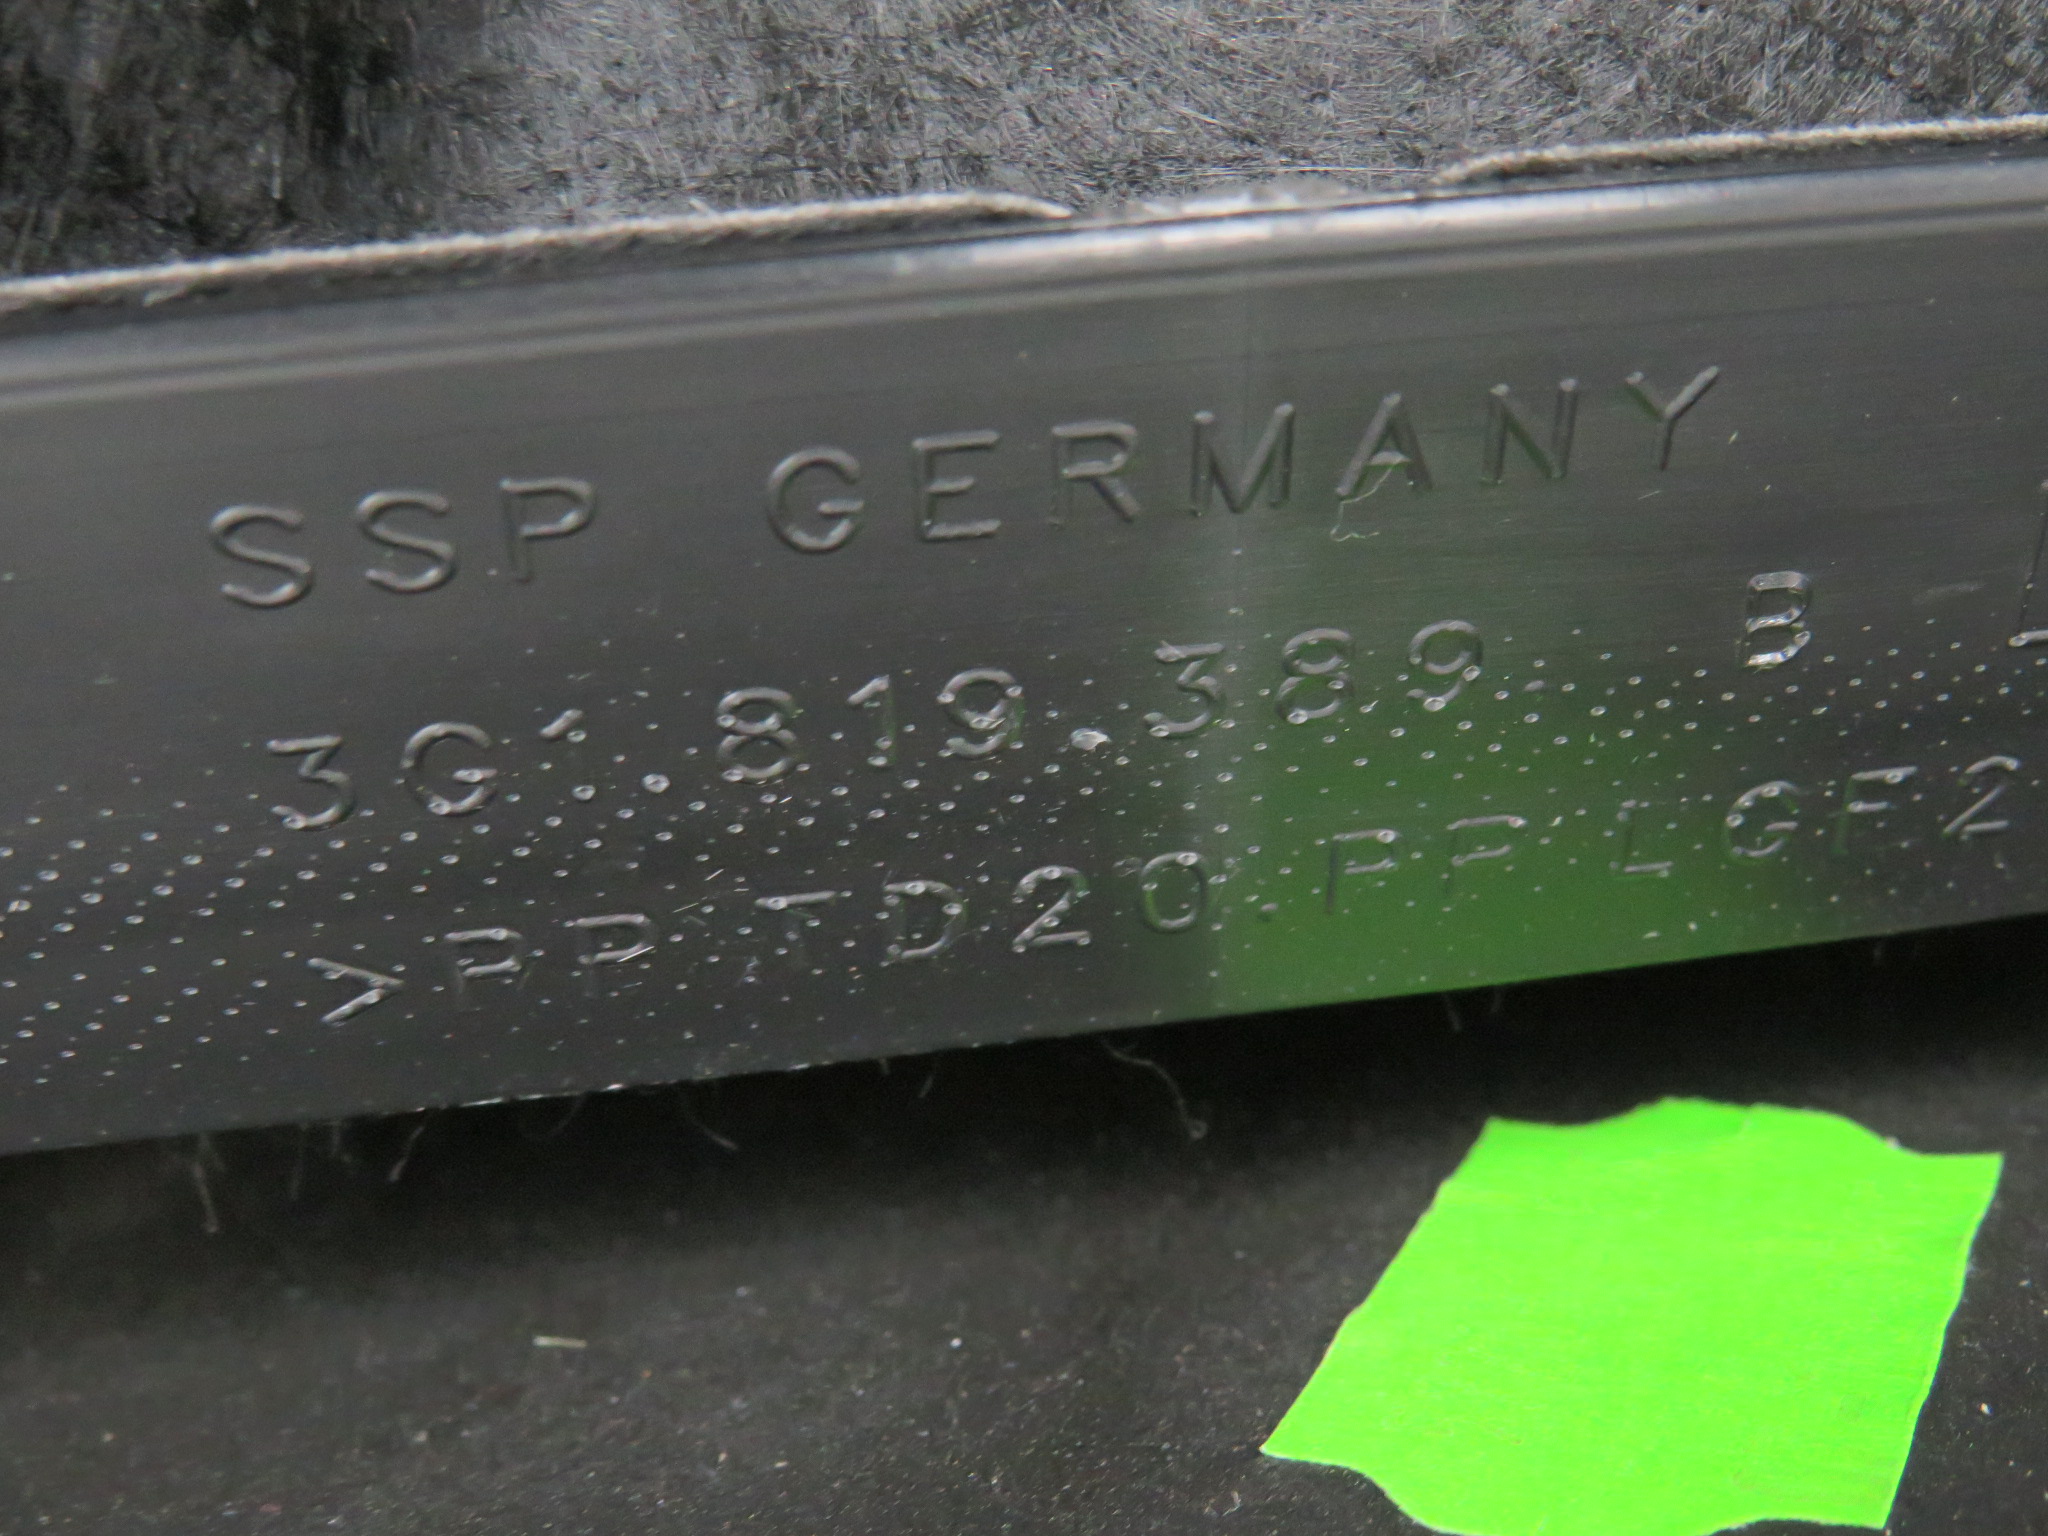 SSP GERMANY
3G1.819.389. B
>PP TD20.PP LGF2